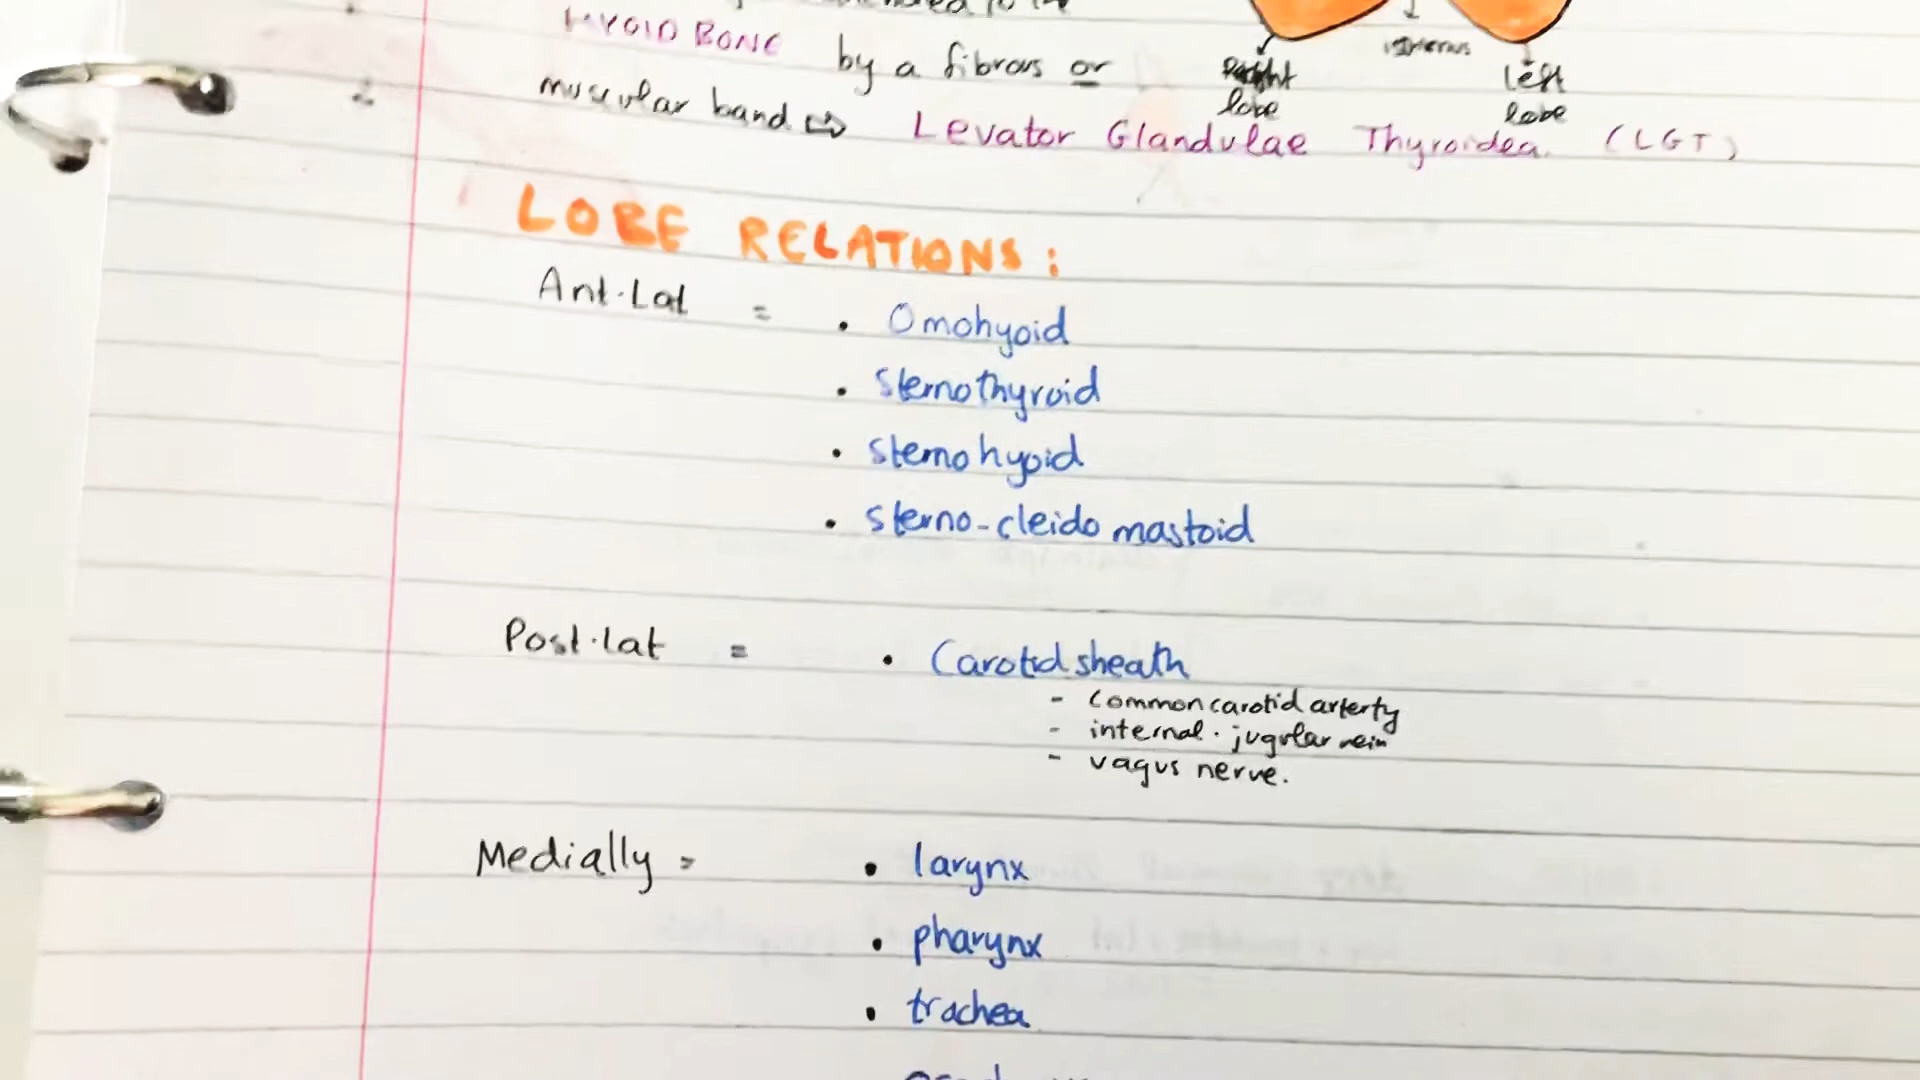 HYOID BONE by a fibrous or
muscular band ⇨ Levator Glandulae Thyroidea. (LGT)
isthmus
Right lobe
left lobe
LOBE RELATIONS:
Ant.Lat = • Omohyoid
• Sternothyroid
• sternohyoid
• sterno-cleido mastoid
Post.lat = • Carotid sheath
- common carotid arterty
- internal. jugular vein
- vagus nerve.
Medially = • larynx
• pharynx
• trachea